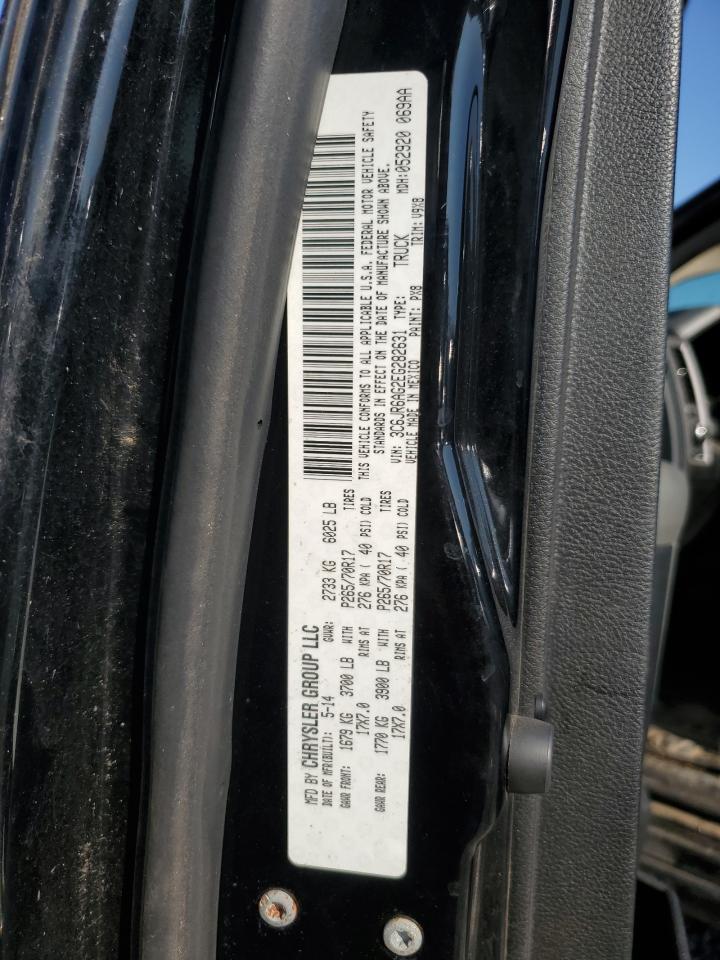 MFD BY CHRYSLER GROUP LLC
DATE OF MFR(BUILT): 5-14 GVWR: 2733 KG 6025 LB
GAWR FRONT: 1679 KG 3700 LB WITH P265/70R17 TIRES
17X7.0 RIMS AT 276 KPA ( 40 PSI) COLD
GAWR REAR: 1770 KG 3900 LB WITH P265/70R17 TIRES
17X7.0 RIMS AT 276 KPA ( 40 PSI) COLD
THIS VEHICLE CONFORMS TO ALL APPLICABLE U.S.A. FEDERAL MOTOR VEHICLE SAFETY
STANDARDS IN EFFECT ON THE DATE OF MANUFACTURE SHOWN ABOVE.
VIN: 3C6JR6AG2EG282631 TYPE: TRUCK MDH:052920 069AA
VEHICLE MADE IN MEXICO PAINT: PX8 TRIM: V9X8